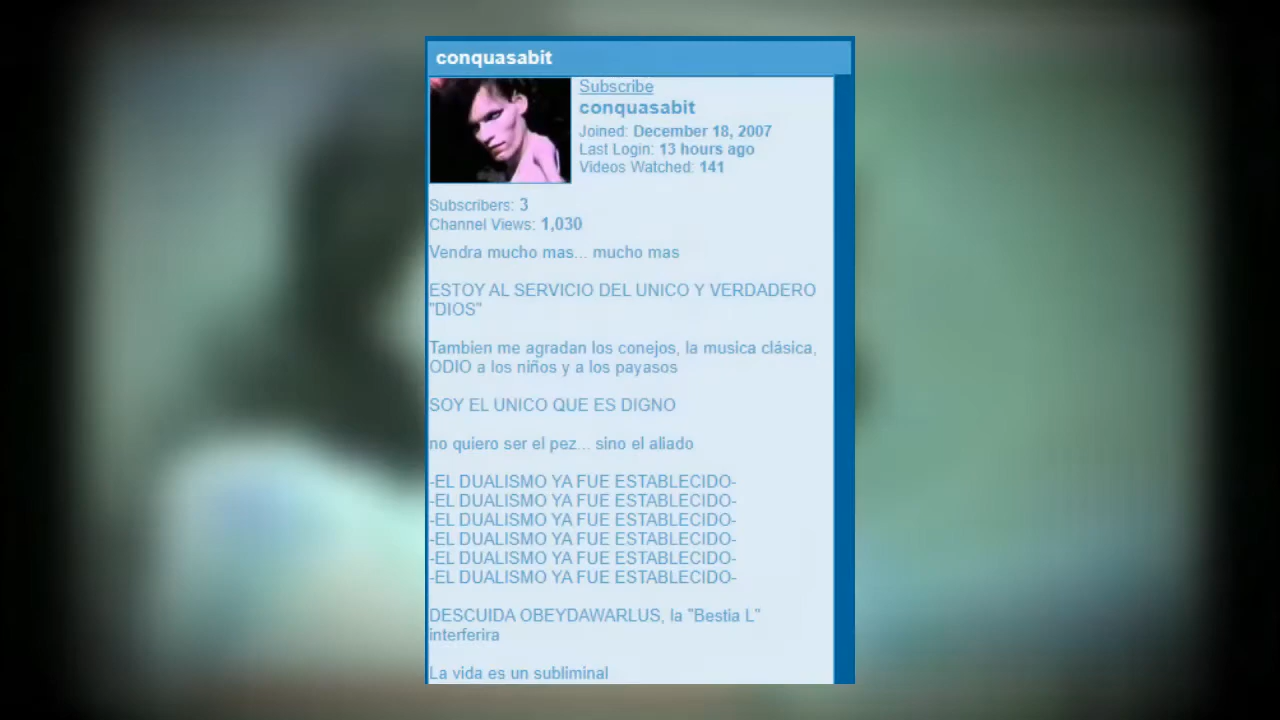 conquasabit
Subscribe
conquasabit
Joined: December 18, 2007
Last Login: 13 hours ago
Videos Watched: 141
Subscribers: 3
Channel Views: 1,030
Vendra mucho mas... mucho mas
ESTOY AL SERVICIO DEL UNICO Y VERDADERO
"DIOS"
Tambien me agradan los conejos, la musica clásica,
ODIO a los niños y a los payasos
SOY EL UNICO QUE ES DIGNO
no quiero ser el pez... sino el aliado
-EL DUALISMO YA FUE ESTABLECIDO-
-EL DUALISMO YA FUE ESTABLECIDO-
-EL DUALISMO YA FUE ESTABLECIDO-
-EL DUALISMO YA FUE ESTABLECIDO-
-EL DUALISMO YA FUE ESTABLECIDO-
-EL DUALISMO YA FUE ESTABLECIDO-
DESCUIDA OBEYDAWARLUS, la "Bestia L"
interferira
La vida es un subliminal